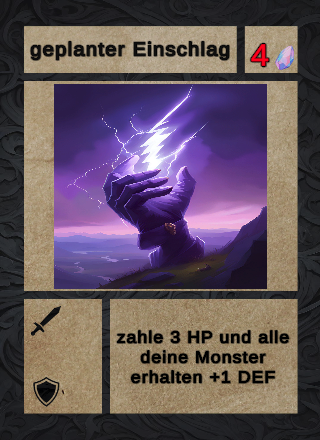 geplanter Einschlag
4
zahle 3 HP und alle
deine Monster
erhalten +1 DEF